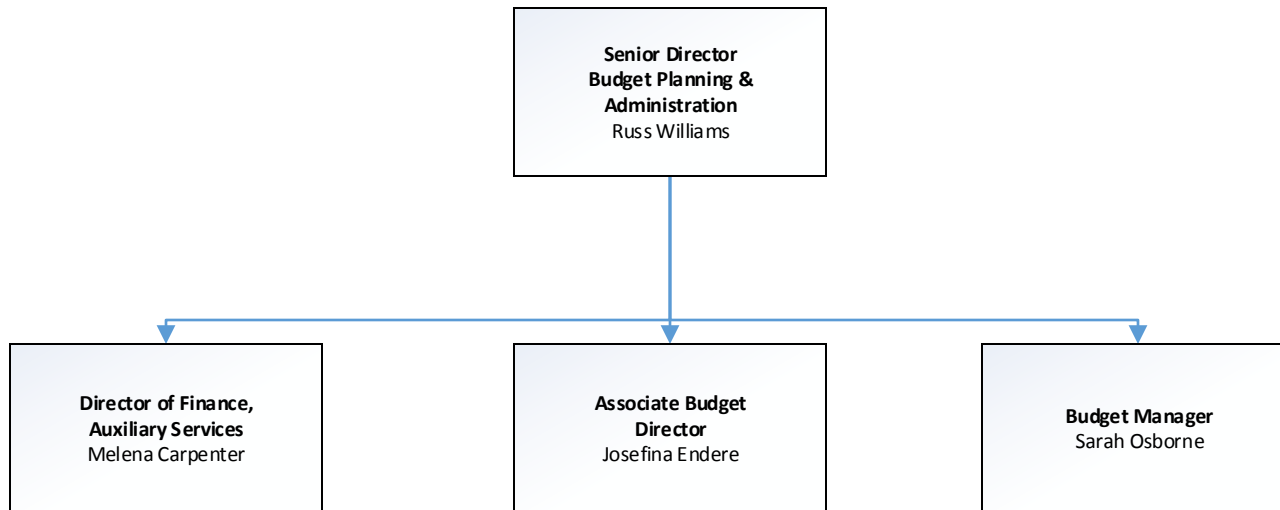 Senior Director
Budget Planning &
Administration
Russ Williams
Director of Finance,
Auxiliary Services
Melena Carpenter
Associate Budget
Director
Josefina Endere
Budget Manager
Sarah Osborne